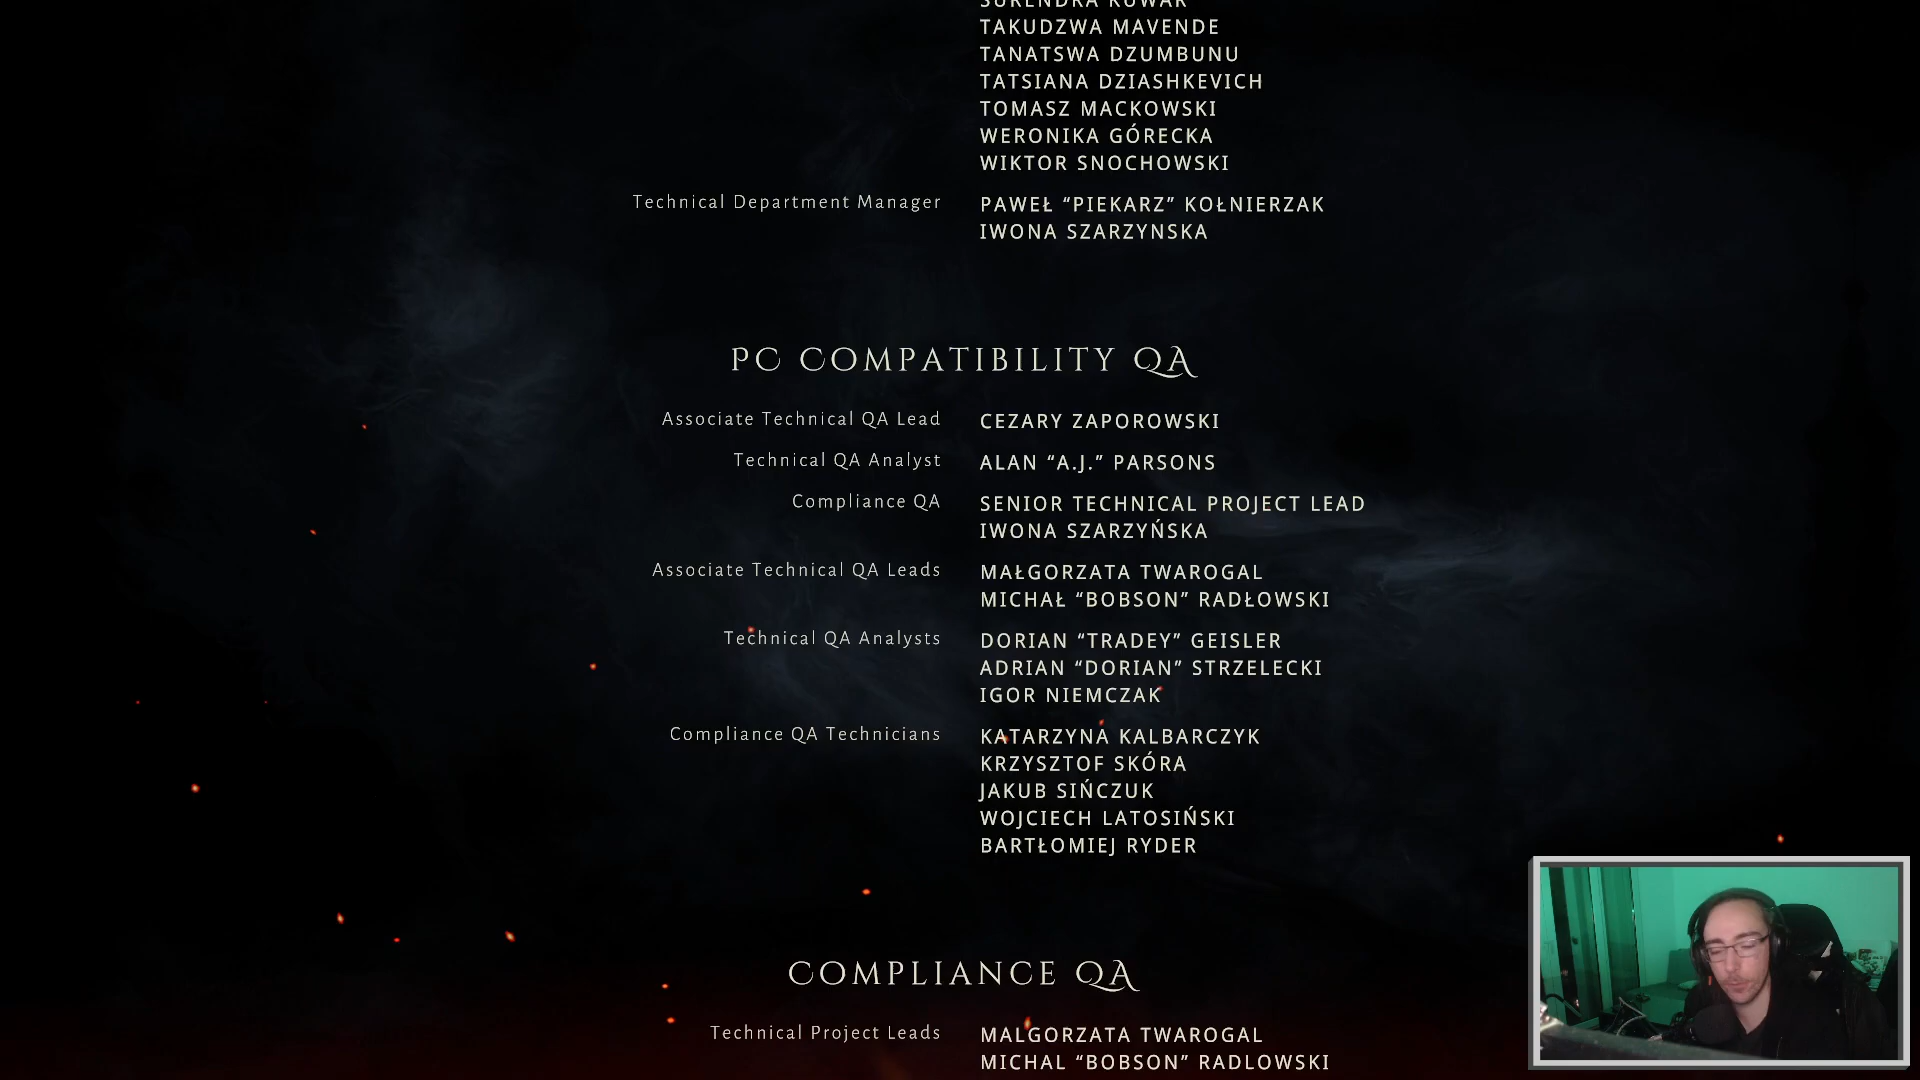 SURENDRA KUWAR
TAKUDZWA MAVENDE
TANATSWA DZUMBUNU
TATSIANA DZIASHKEVICH
TOMASZ MACKOWSKI
WERONIKA GÓRECKA
WIKTOR SNOCHOWSKI
Technical Department Manager PAWEŁ “PIEKARZ” KOŁNIERZAK
IWONA SZARZYNSKA
PC COMPATIBILITY QA
Associate Technical QA Lead CEZARY ZAPOROWSKI
Technical QA Analyst ALAN “A.J.” PARSONS
Compliance QA SENIOR TECHNICAL PROJECT LEAD
IWONA SZARZYŃSKA
Associate Technical QA Leads MAŁGORZATA TWAROGAL
MICHAŁ “BOBSON” RADŁOWSKI
Technical QA Analysts DORIAN “TRADEY” GEISLER
ADRIAN “DORIAN” STRZELECKI
IGOR NIEMCZAK
Compliance QA Technicians KATARZYNA KALBARCZYK
KRZYSZTOF SKÓRA
JAKUB SIŃCZUK
WOJCIECH LATOSIŃSKI
BARTŁOMIEJ RYDER
COMPLIANCE QA
Technical Project Leads MALGORZATA TWAROGAL
MICHAL “BOBSON” RADLOWSKI